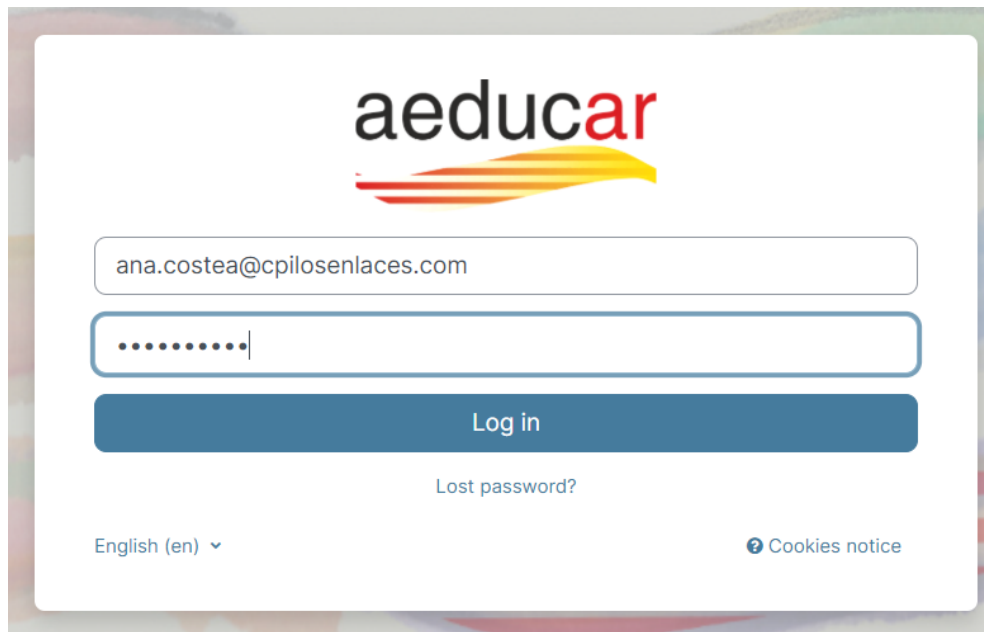 aeducar
ana.costea@cpilosenlaces.com
••••••••••
Log in
Lost password?
English (en)
Cookies notice